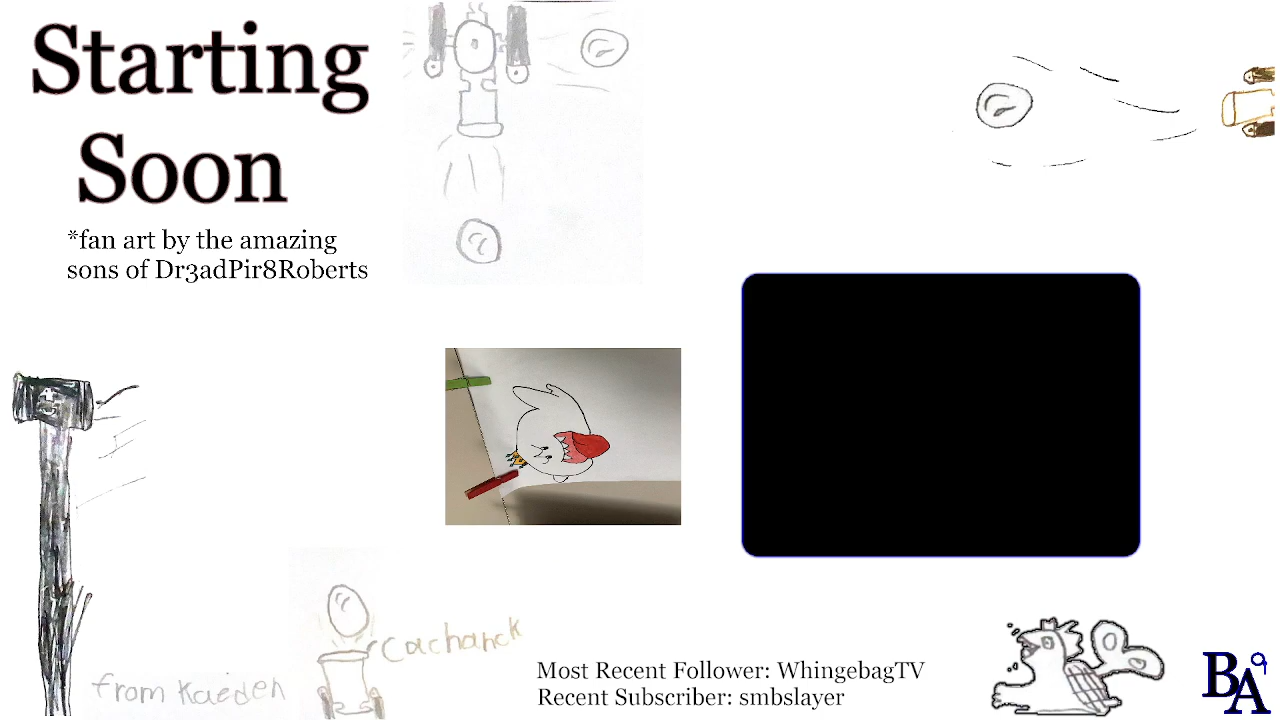 Starting
Soon
*fan art by the amazing
sons of Dr3adPir8Roberts
Cachanck
from Kaeden
Most Recent Follower: WhingebagTV
Recent Subscriber: smbslayer
BA